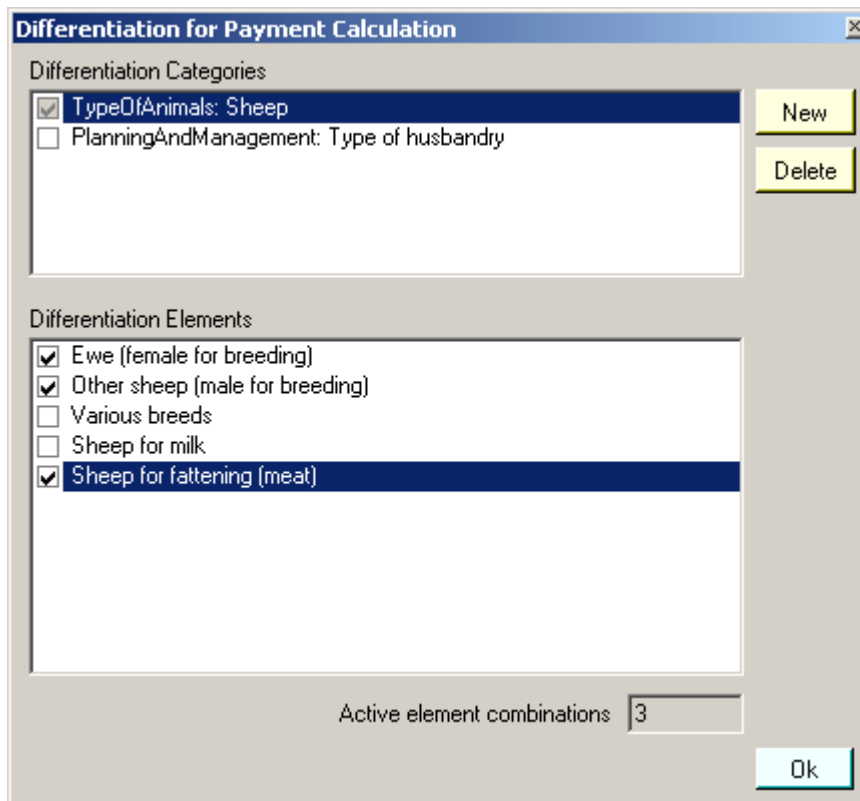 Differentiation for Payment Calculation
Differentiation Categories
TypeOfAnimals: Sheep
PlanningAndManagement: Type of husbandry
New
Delete
Differentiation Elements
Ewe (female for breeding)
Other sheep (male for breeding)
Various breeds
Sheep for milk
Sheep for fattening (meat)
Active element combinations 3
Ok